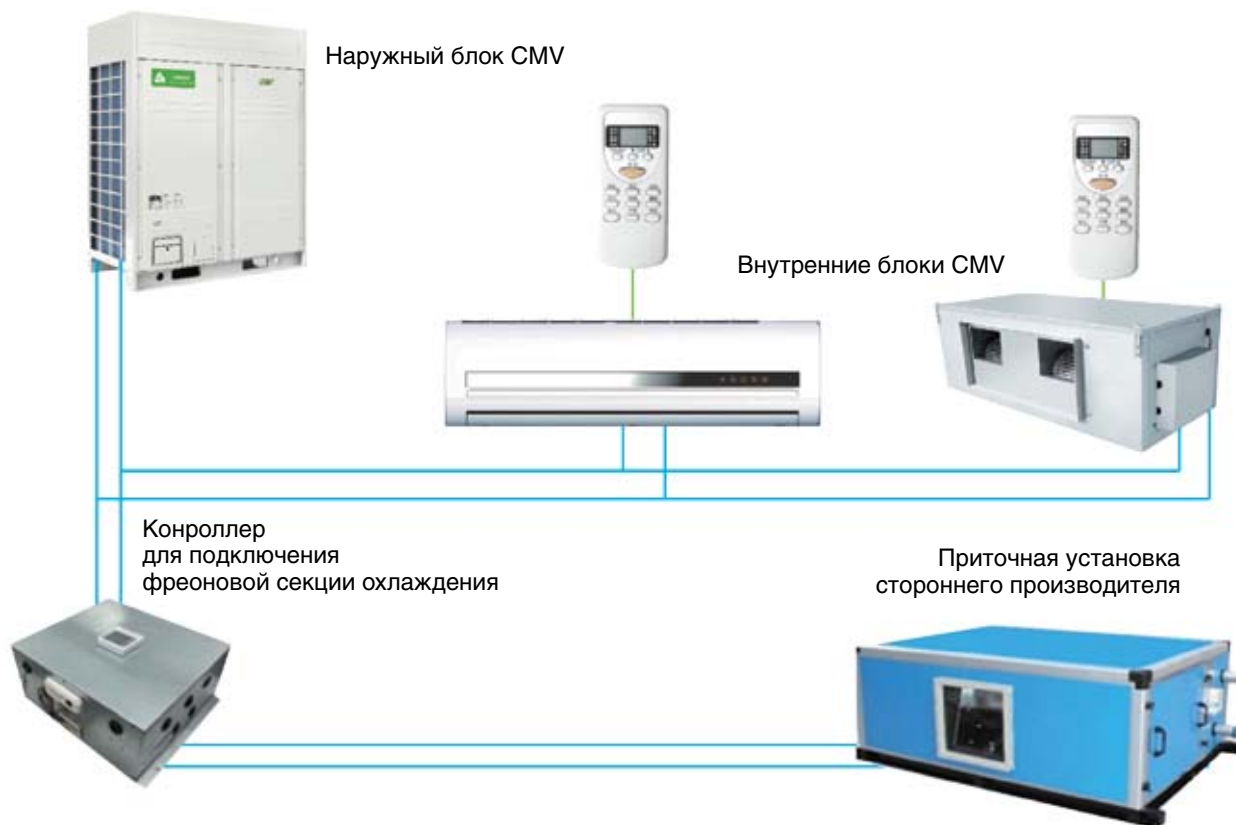 Наружный блок CMV
Внутренние блоки CMV
Конроллер
для подключения
фреоновой секции охлаждения
Приточная установка
стороннего производителя